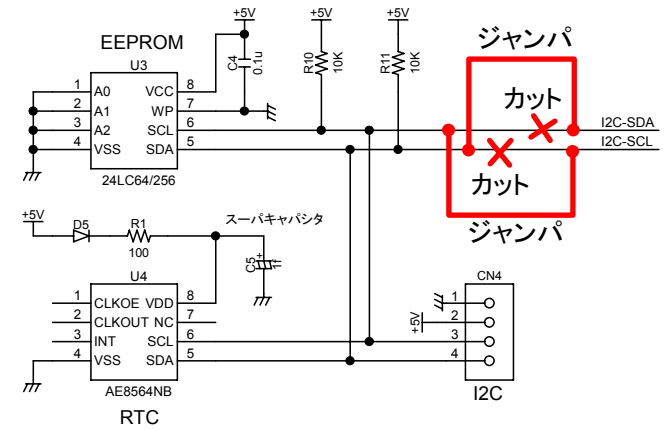 EEPROM
U3
1 A0 VCC 8
2 A1 WP 7
3 A2 SCL 6
4 VSS SDA 5
24LC64/256
+5V
C4
0.1u
+5V
R10
10K
+5V
R11
10K
ジャンパ
カット
カット
ジャンパ
I2C-SDA
I2C-SCL
+5V
D5
R1
100
スーパキャパシタ
C5
+
1f
U4
1 CLKOE VDD 8
2 CLKOUT NC 7
3 INT SCL 6
4 VSS SDA 5
AE8564NB
RTC
CN4
1
+5V
2
3
4
I2C